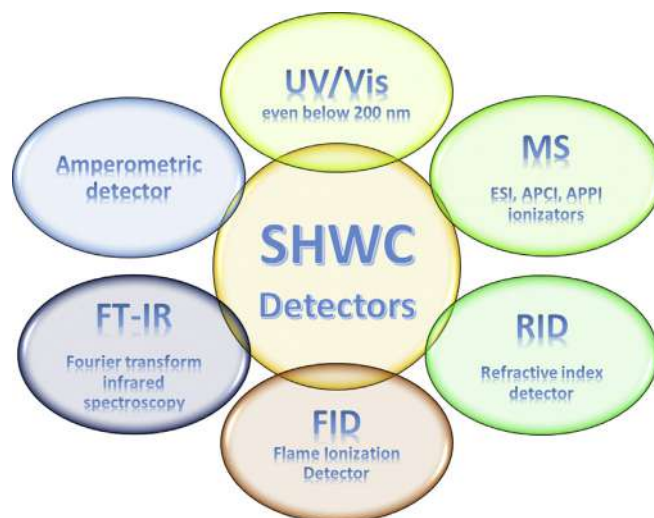 UV/Vis
even below 200 nm
Amperometric
detector
MS
ESI, APCI, APPI
ionizators
SHWC
Detectors
FT-IR
Fourier transform
infrared
spectroscopy
RID
Refractive index
detector
FID
Flame Ionization
Detector